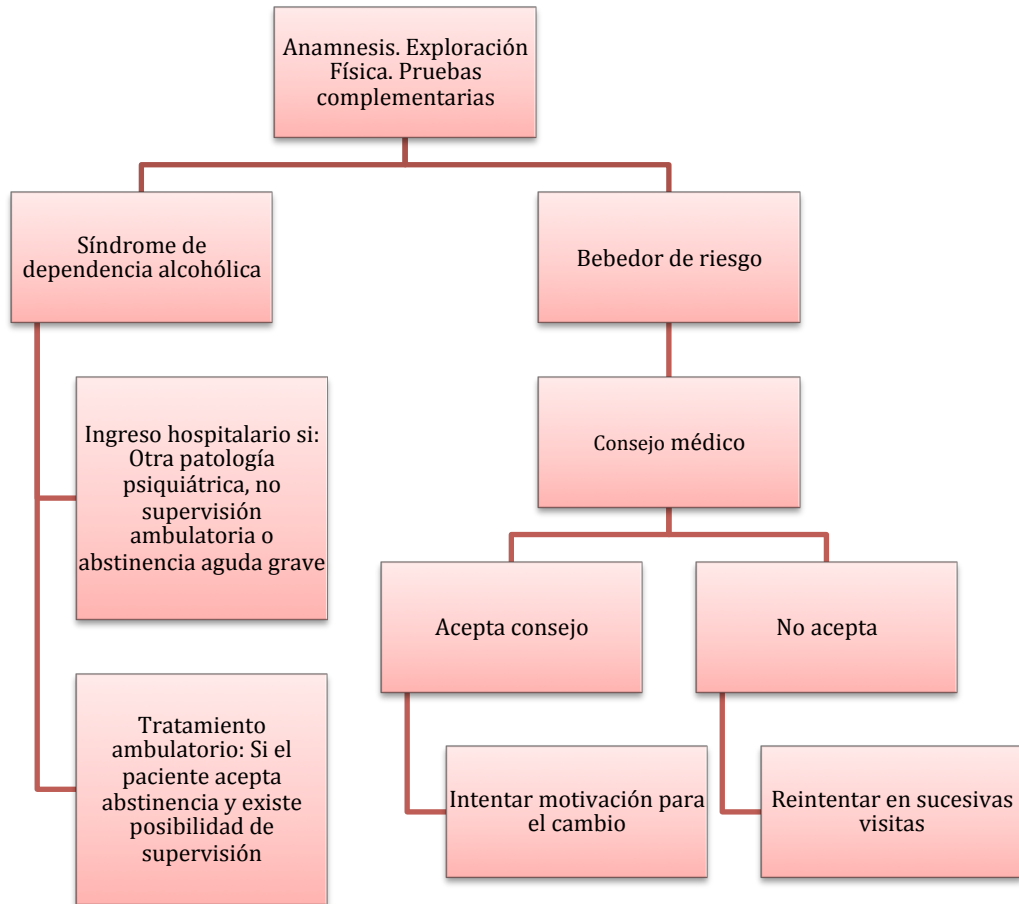 Anamnesis. Exploración
Física. Pruebas
complementarias
Síndrome de
dependencia alcohólica
Bebedor de riesgo
Ingreso hospitalario si:
Otra patología
psiquiátrica, no
supervisión
ambulatoria o
abstinencia aguda grave
Consejo médico
Tratamiento
ambulatorio: Si el
paciente acepta
abstinencia y existe
posibilidad de
supervisión
Acepta consejo
No acepta
Intentar motivación para
el cambio
Reintentar en sucesivas
visitas